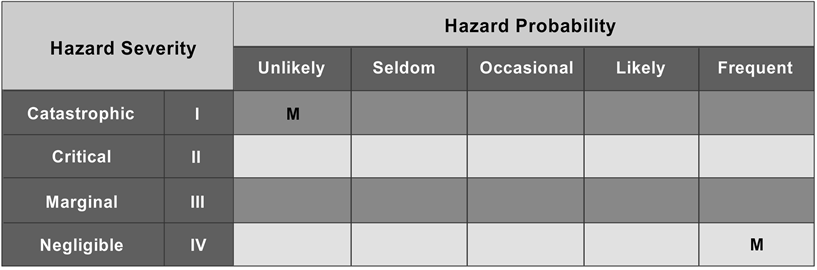 Hazard Severity
Hazard Probability
Unlikely Seldom Occasional Likely Frequent
Catastrophic I M
Critical II
Marginal III
Negligible IV M